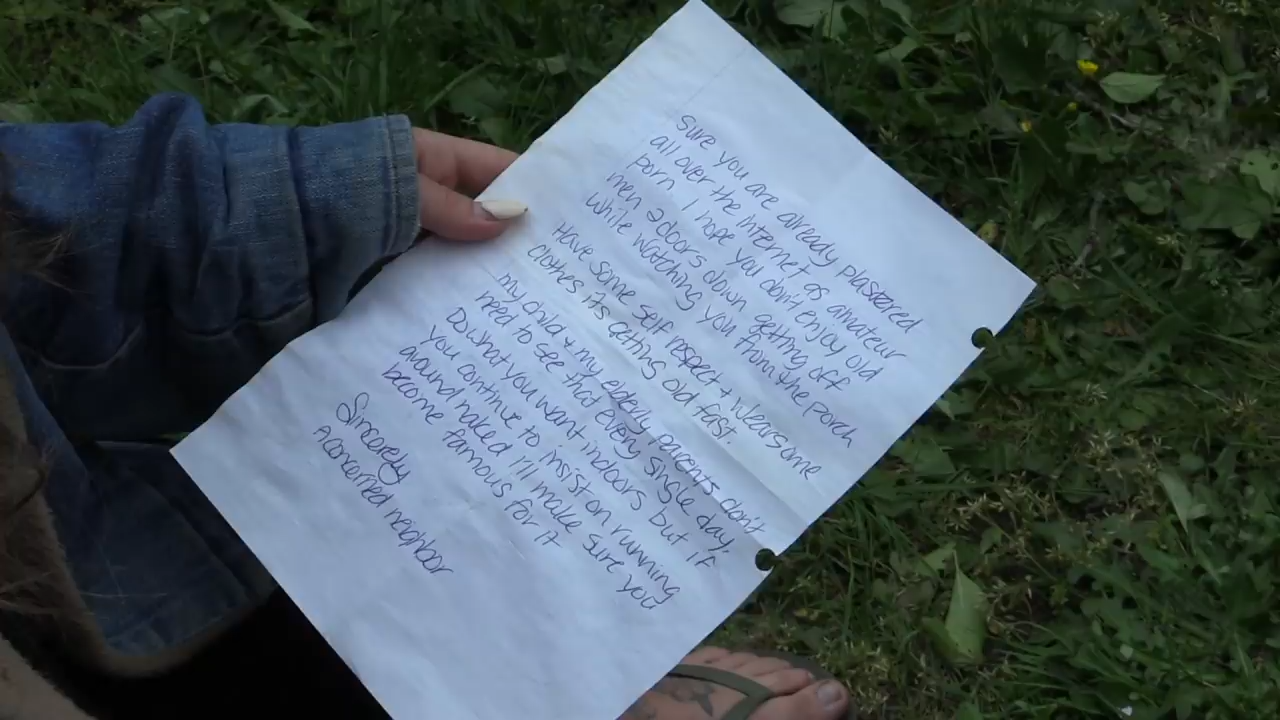 Sure you are already plastered
all over the internet as amateur
porn I hope you don't enjoy old
men 2 doors down getting off
while watching you from the porch
Have some self respect + wear some
clothes its getting old fast.
my child + my elderly parents don't
need to see that every single day.
Do what you want indoors but if
you continue to insist on running
around naked I'll make sure you
become famous for it
Sincerely
A concerned neighbor